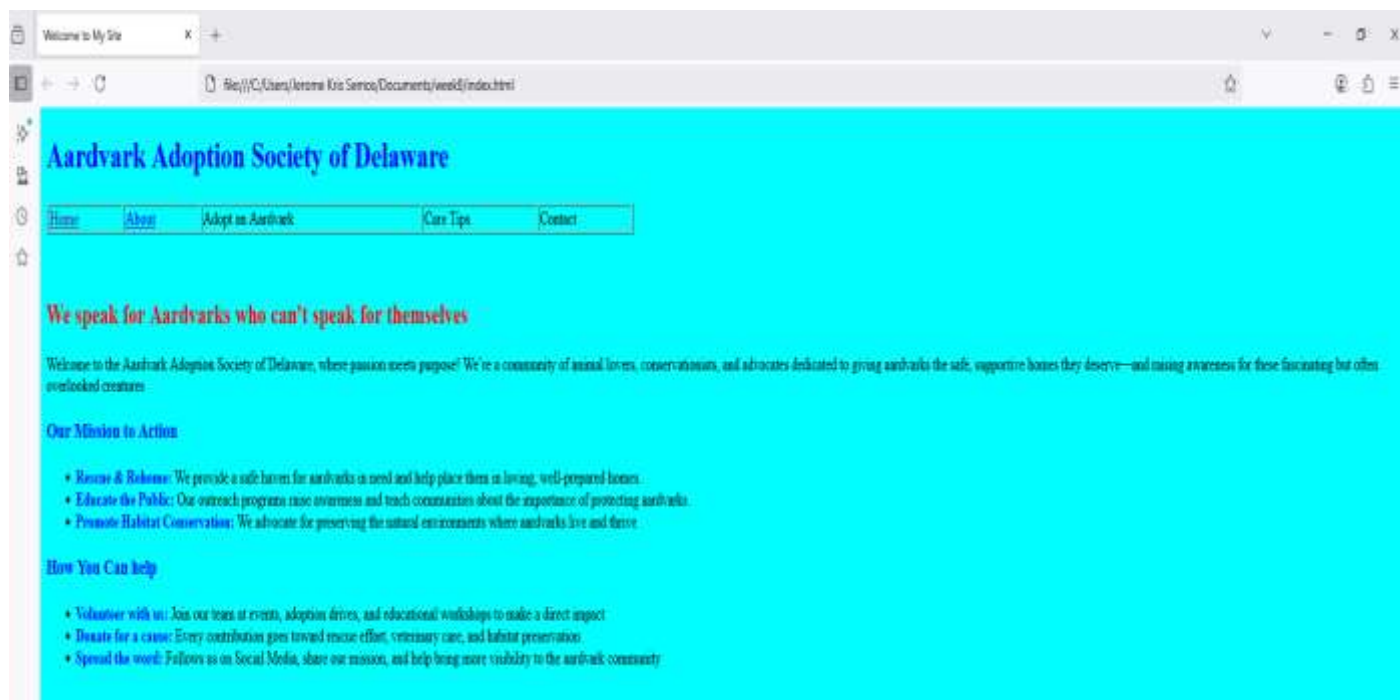 Welcome to My Site
file:///C:/Users/Jerome Kris Semos/Documents/week8/index.html
Aardvark Adoption Society of Delaware
Home About Adopt an Aardvark Care Tips Contact
We speak for Aardvarks who can't speak for themselves
Welcome to the Aardvark Adoption Society of Delaware, where passion meets purpose! We're a community of animal lovers, conservationists, and advocates dedicated to giving aardvarks the safe, supportive homes they deserve—and raising awareness for these fascinating but often
overlooked creatures
Our Mission to Action
• Rescue & Rehome: We provide a safe haven for aardvarks in need and help place them in loving, well-prepared homes.
• Educate the Public: Our outreach programs raise awareness and teach communities about the importance of protecting aardvarks.
• Promote Habitat Conservation: We advocate for preserving the natural environments where aardvarks live and thrive
How You Can help
• Volunteer with us: Join our team at events, adoption drives, and educational workshops to make a direct impact
• Donate for a cause: Every contribution goes toward rescue effort, veterinary care, and habitat preservation
• Spread the word: Follows us on Social Media, share our mission, and help bring more visibility to the aardvark community